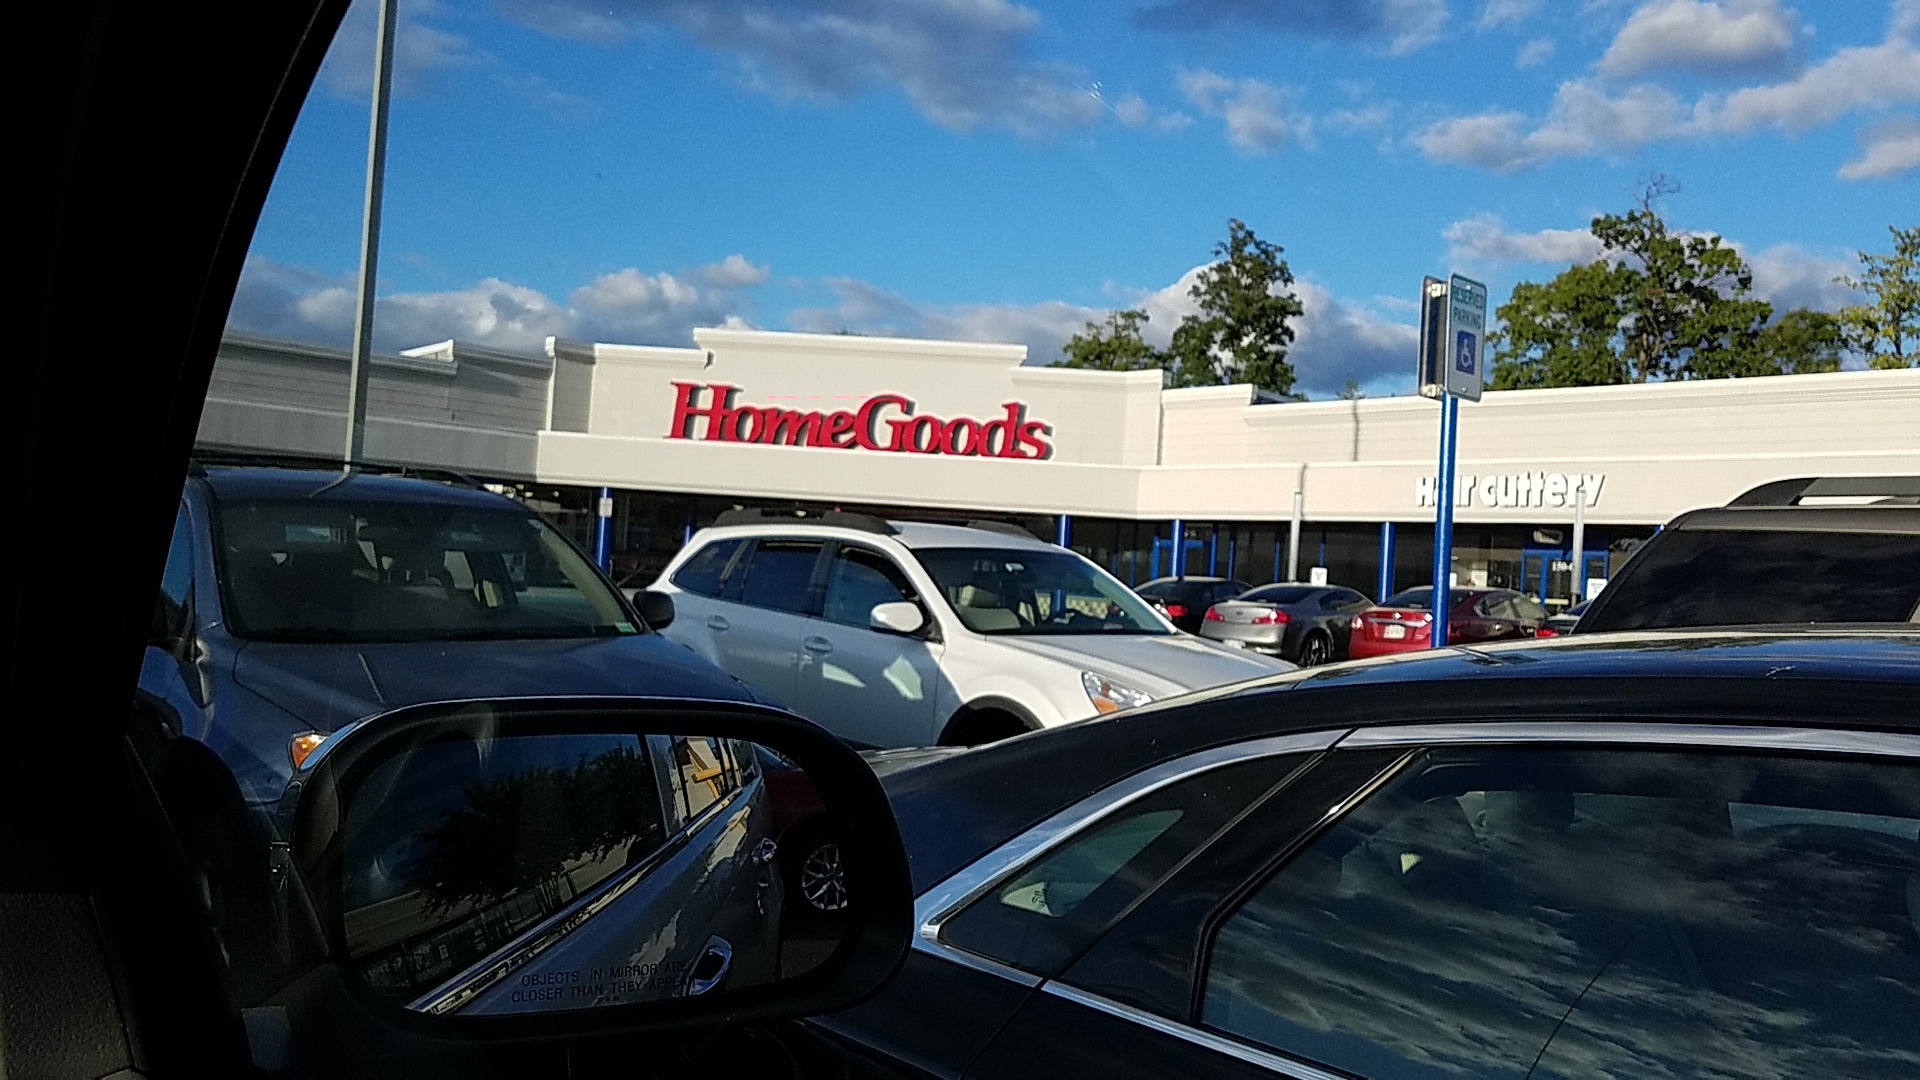 HomeGoods
Hair cuttery
RESERVED
PARKING
OBJECTS IN MIRROR ARE
CLOSER THAN THEY APPEAR